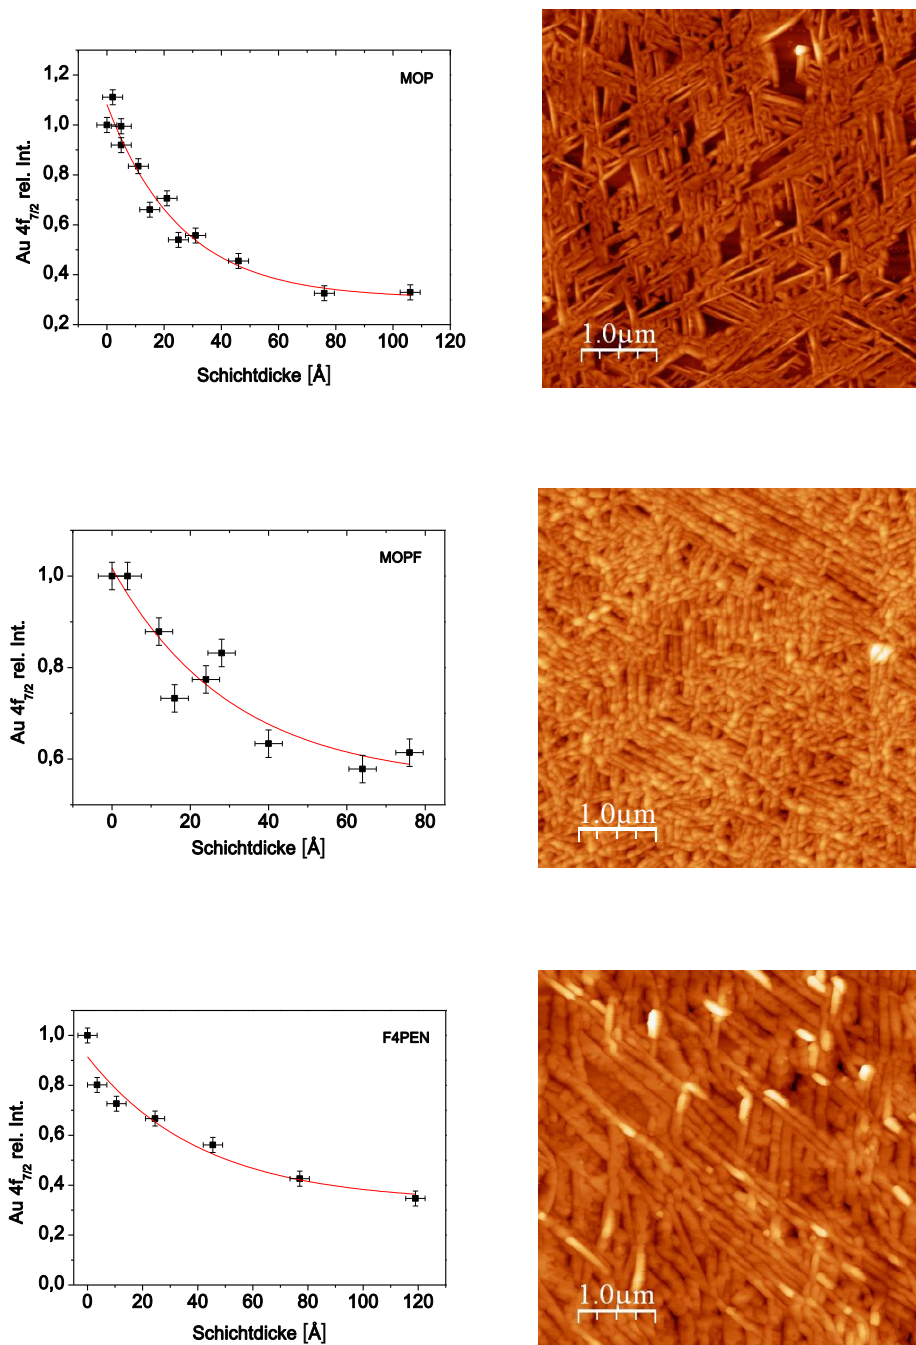 MOP
1,2
1,0
0,8
0,6
0,4
0,2
Au 4f7/2 rel. Int.
0 20 40 60 80 100 120
Schichtdicke [Å]
1.0µm
MOPF
1,0
0,8
0,6
Au 4f7/2 rel. Int.
0 20 40 60 80
Schichtdicke [Å]
1.0µm
F4PEN
1,0
0,8
0,6
0,4
0,2
0,0
Au 4f7/2 rel. Int.
0 20 40 60 80 100 120
Schichtdicke [Å]
1.0µm